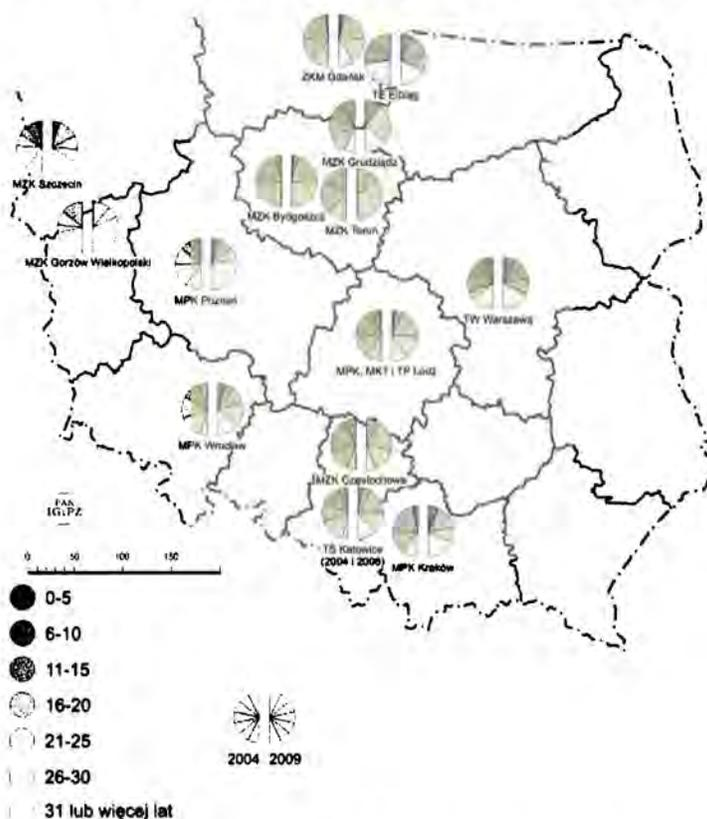 ZKM Gdańsk
TE Elbląg
MZK Grudziądz
MZK Szczecin
MZK Bydgoszcz
MZK Toruń
MZK Gorzów Wielkopolski
MPK Poznań
TW Warszawa
MPK, MKT i TP Łódź
MPK Wrocław
MZK Częstochowa
PAN
IGiPZ
TS Katowice
(2004 i 2008)
MPK Kraków
0 50 100 150
0-5
6-10
11-15
16-20
21-25
2004 2009
26-30
31 lub więcej lat